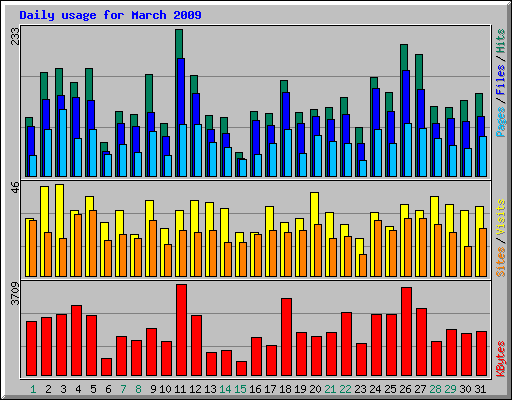 Daily usage for March 2009
233
Pages / Files / Hits
46
Sites / Visits
3709
KBytes
1 2 3 4 5 6 7 8 9 10 11 12 13 14 15 16 17 18 19 20 21 22 23 24 25 26 27 28 29 30 31